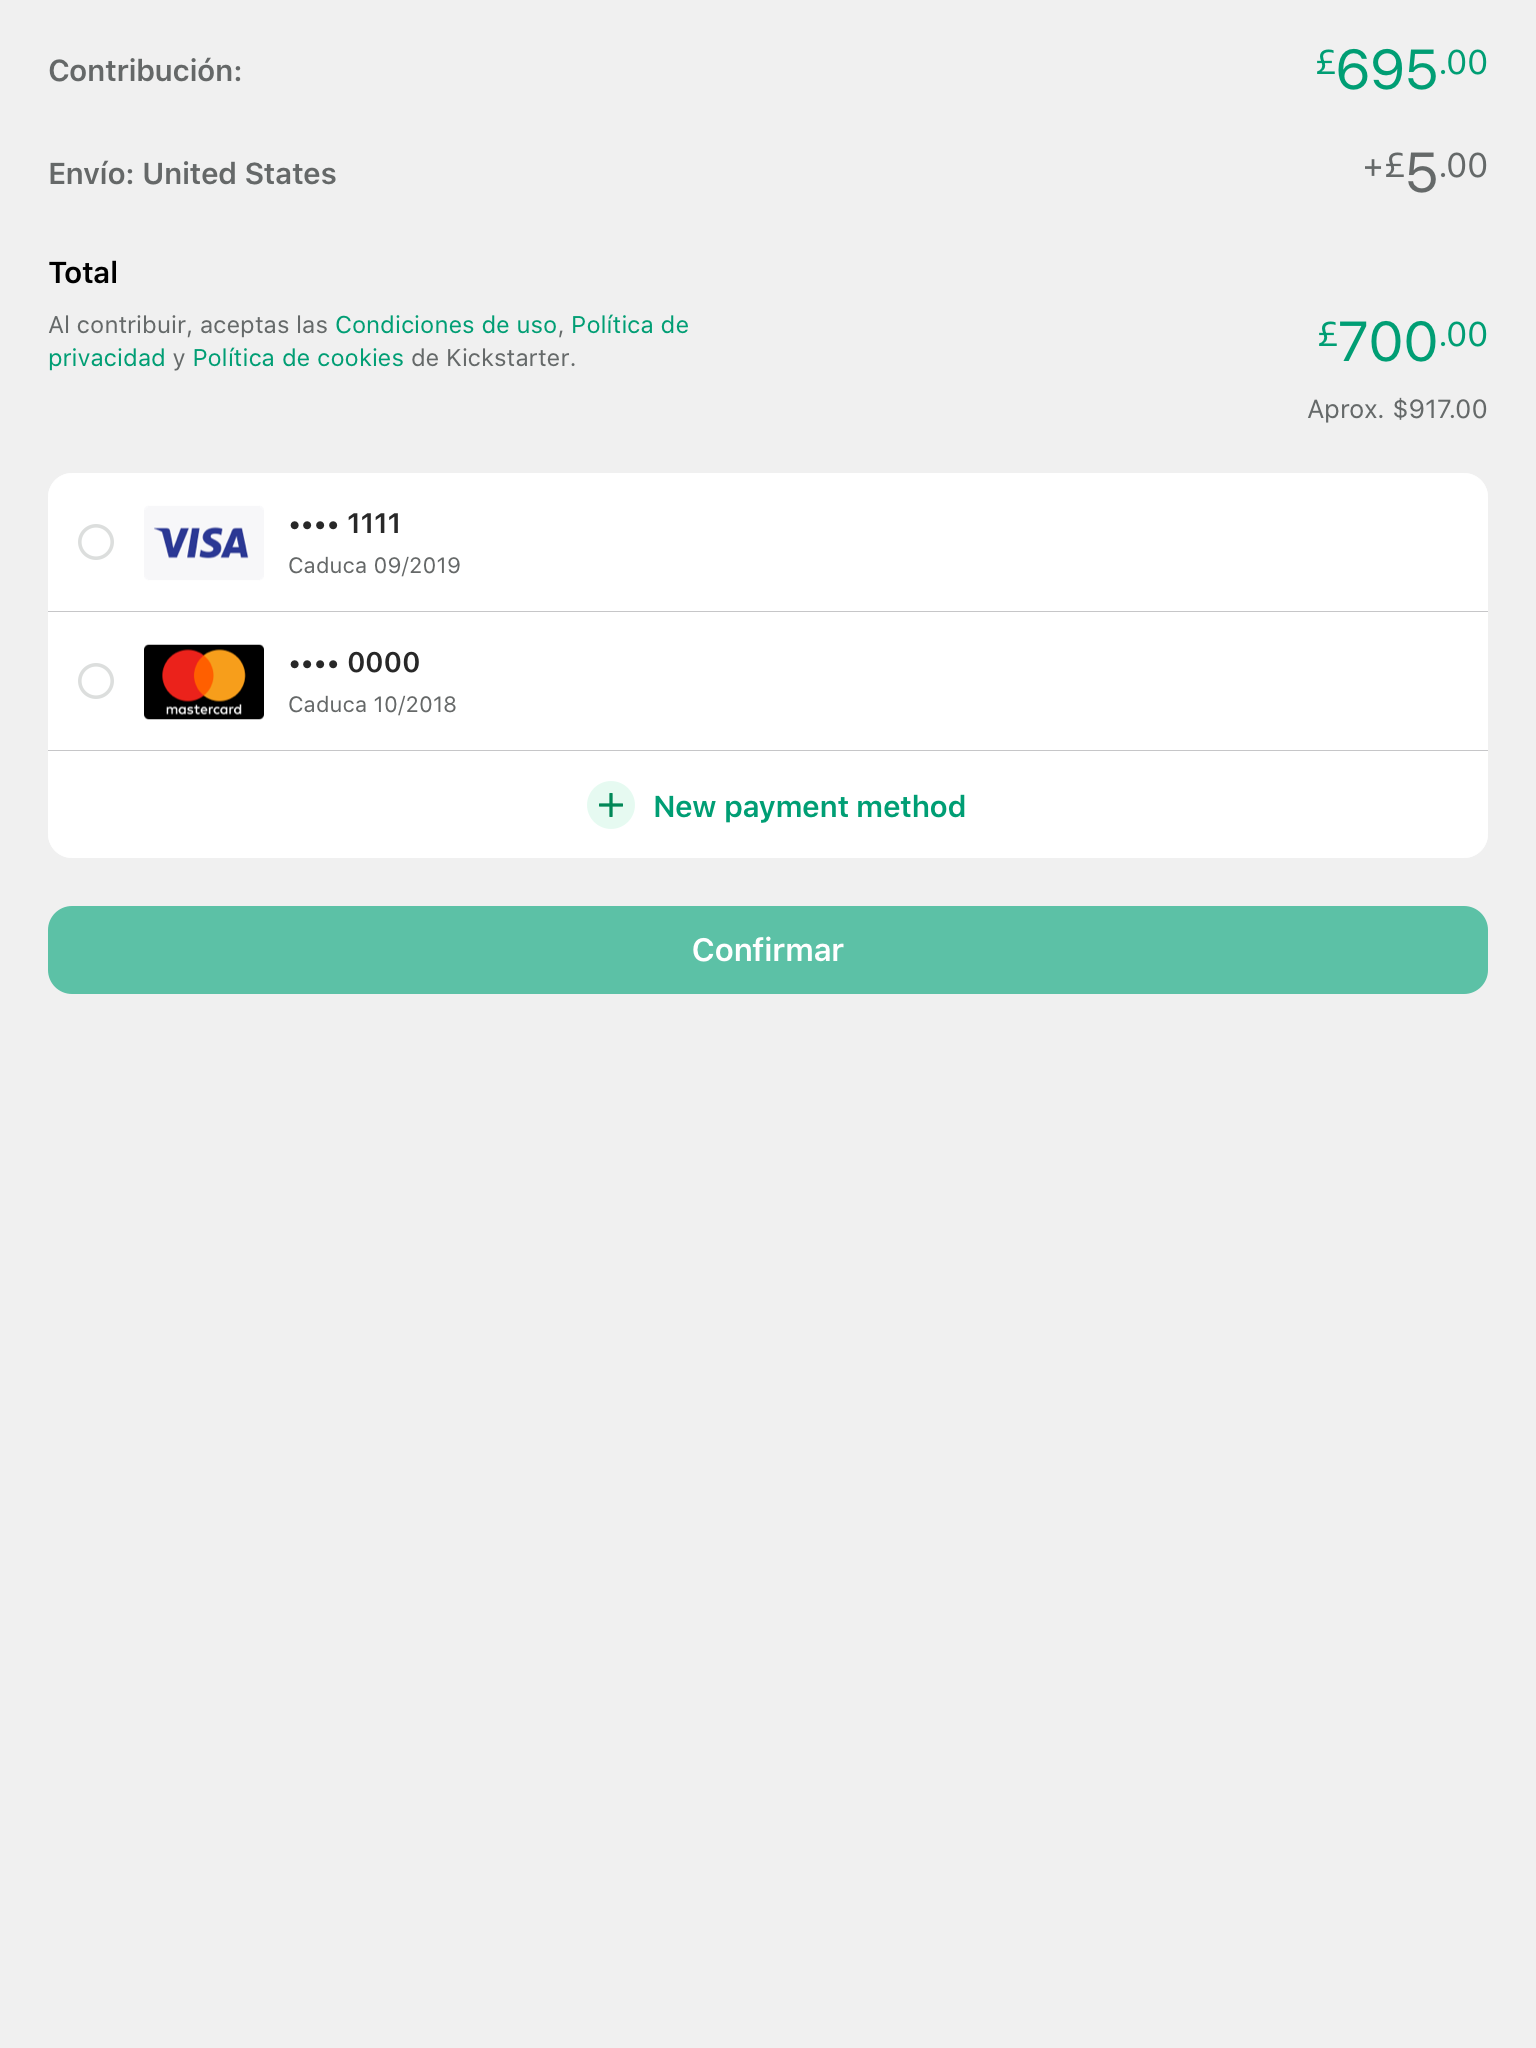 Contribución:
£695.00
Envío: United States
+£5.00
Total
Al contribuir, aceptas las Condiciones de uso, Política de
privacidad y Política de cookies de Kickstarter.
£700.00
Aprox. $917.00
VISA
•••• 1111
Caduca 09/2019
mastercard
•••• 0000
Caduca 10/2018
+ New payment method
Confirmar